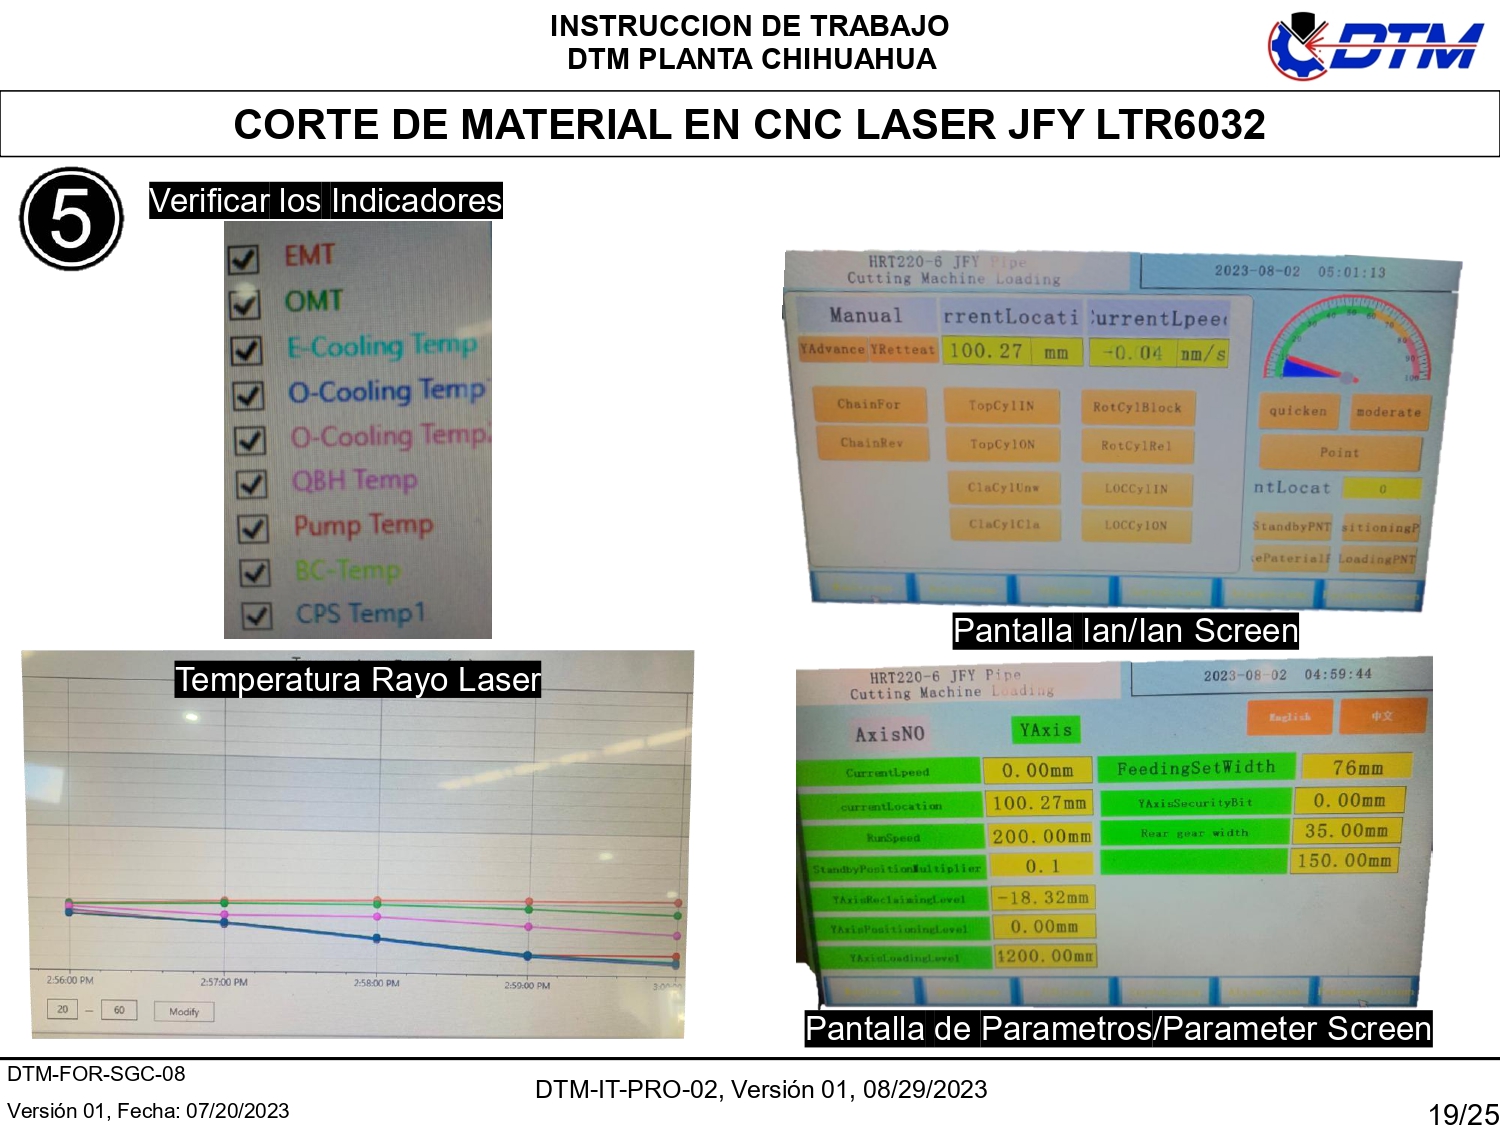 INSTRUCCION DE TRABAJO
DTM PLANTA CHIHUAHUA
DTM
CORTE DE MATERIAL EN CNC LASER JFY LTR6032
5
Verificar los Indicadores
EMT
OMT
E-Cooling Temp
O-Cooling Temp
O-Cooling Temp
QBH Temp
Pump Temp
BC-Temp
CPS Temp1
HRT220-6 JFY Pipe
Cutting Machine Loading
2023-08-02 05:01:13
Manual
rrentLocati
urrentLpee
YAdvance YRetteat
100.27 mm
-0.04 mm/s
ChainFor
TopCylIN
RotCylBlock
quicken
moderate
ChainRev
TopCylON
RotCylRel
Point
ClaCylUnw
LOCCylIN
ntLocat
0
ClaCylCla
LOCCylON
StandbyPNT
sitioningP
ePaterialF
LoadingPNT
Pantalla Ian/Ian Screen
Temperatura Rayo Laser
2:56:00 PM
2:57:00 PM
2:58:00 PM
2:59:00 PM
20 – 60 Modify
HRT220-6 JFY Pipe
Cutting Machine Loading
2023-08-02 04:59:44
English
中文
AxisNO
YAxis
CurrentLpeed 0.00mm
FeedingSetWidth 76mm
currentLocation 100.27mm
YAxisSecurityBit 0.00mm
RunSpeed 200.00mm
Rear gear width 35.00mm
StandbyPositionMultiplier 0.1
150.00mm
YAxisReclaimingLevel -18.32mm
YAxisPositioningLevel 0.00mm
YAxisLoadingLevel 1200.00mm
Pantalla de Parametros/Parameter Screen
DTM-FOR-SGC-08
Versión 01, Fecha: 07/20/2023
DTM-IT-PRO-02, Versión 01, 08/29/2023
19/25